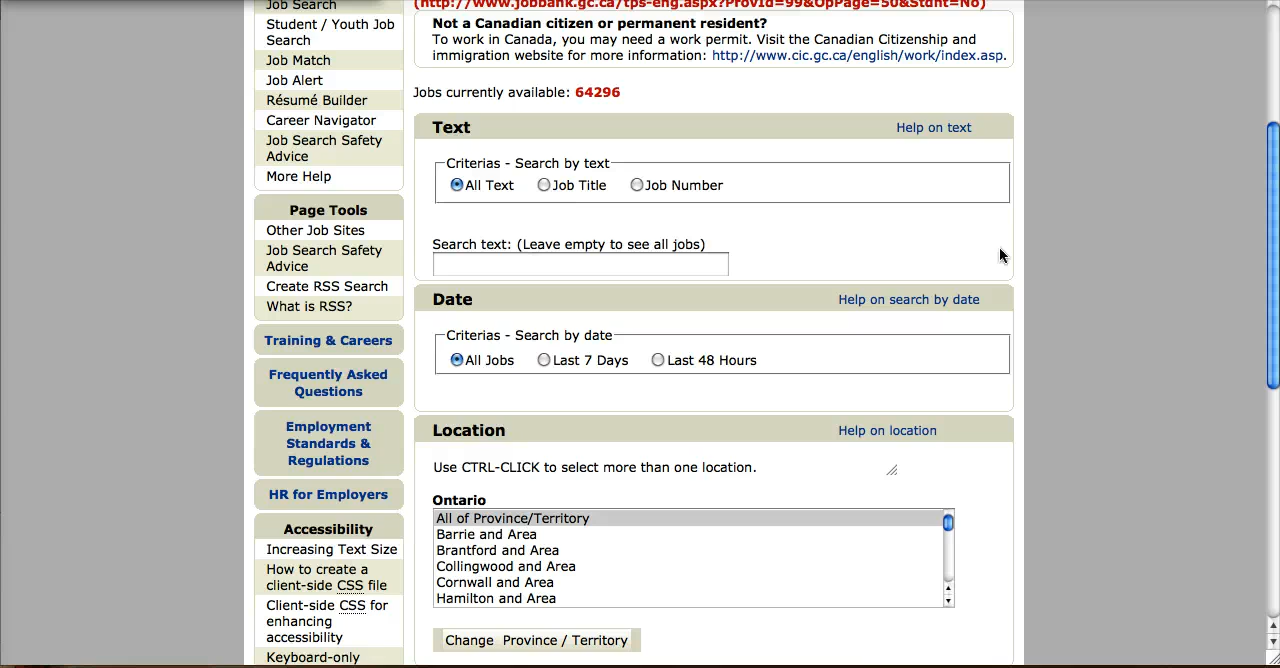 Job Search
Student / Youth Job
Search
Job Match
Job Alert
Résumé Builder
Career Navigator
Job Search Safety
Advice
More Help
Page Tools
Other Job Sites
Job Search Safety
Advice
Create RSS Search
What is RSS?
Training & Careers
Frequently Asked
Questions
Employment
Standards &
Regulations
HR for Employers
Accessibility
Increasing Text Size
How to create a
client-side CSS file
Client-side CSS for
enhancing
accessibility
Keyboard-only
(http://www.jobbank.gc.ca/tps-eng.aspx?ProvId=99&OpPage=50&Stdnt=No)
Not a Canadian citizen or permanent resident?
To work in Canada, you may need a work permit. Visit the Canadian Citizenship and
immigration website for more information: http://www.cic.gc.ca/english/work/index.asp.
Jobs currently available: 64296
Text Help on text
Criterias - Search by text
All Text Job Title Job Number
Search text: (Leave empty to see all jobs)
Date Help on search by date
Criterias - Search by date
All Jobs Last 7 Days Last 48 Hours
Location Help on location
Use CTRL-CLICK to select more than one location.
Ontario
All of Province/Territory
Barrie and Area
Brantford and Area
Collingwood and Area
Cornwall and Area
Hamilton and Area
Change Province / Territory